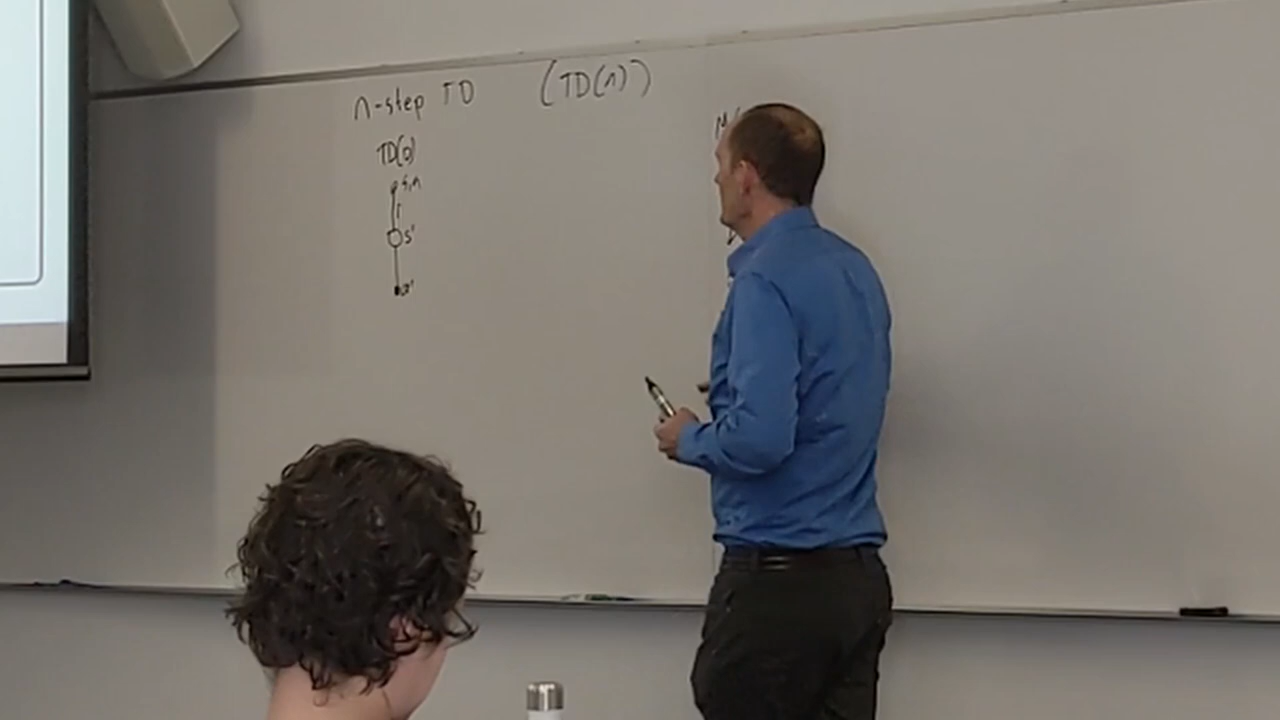 n-step TD (TD(n))
TD(0)
r
s'
a'